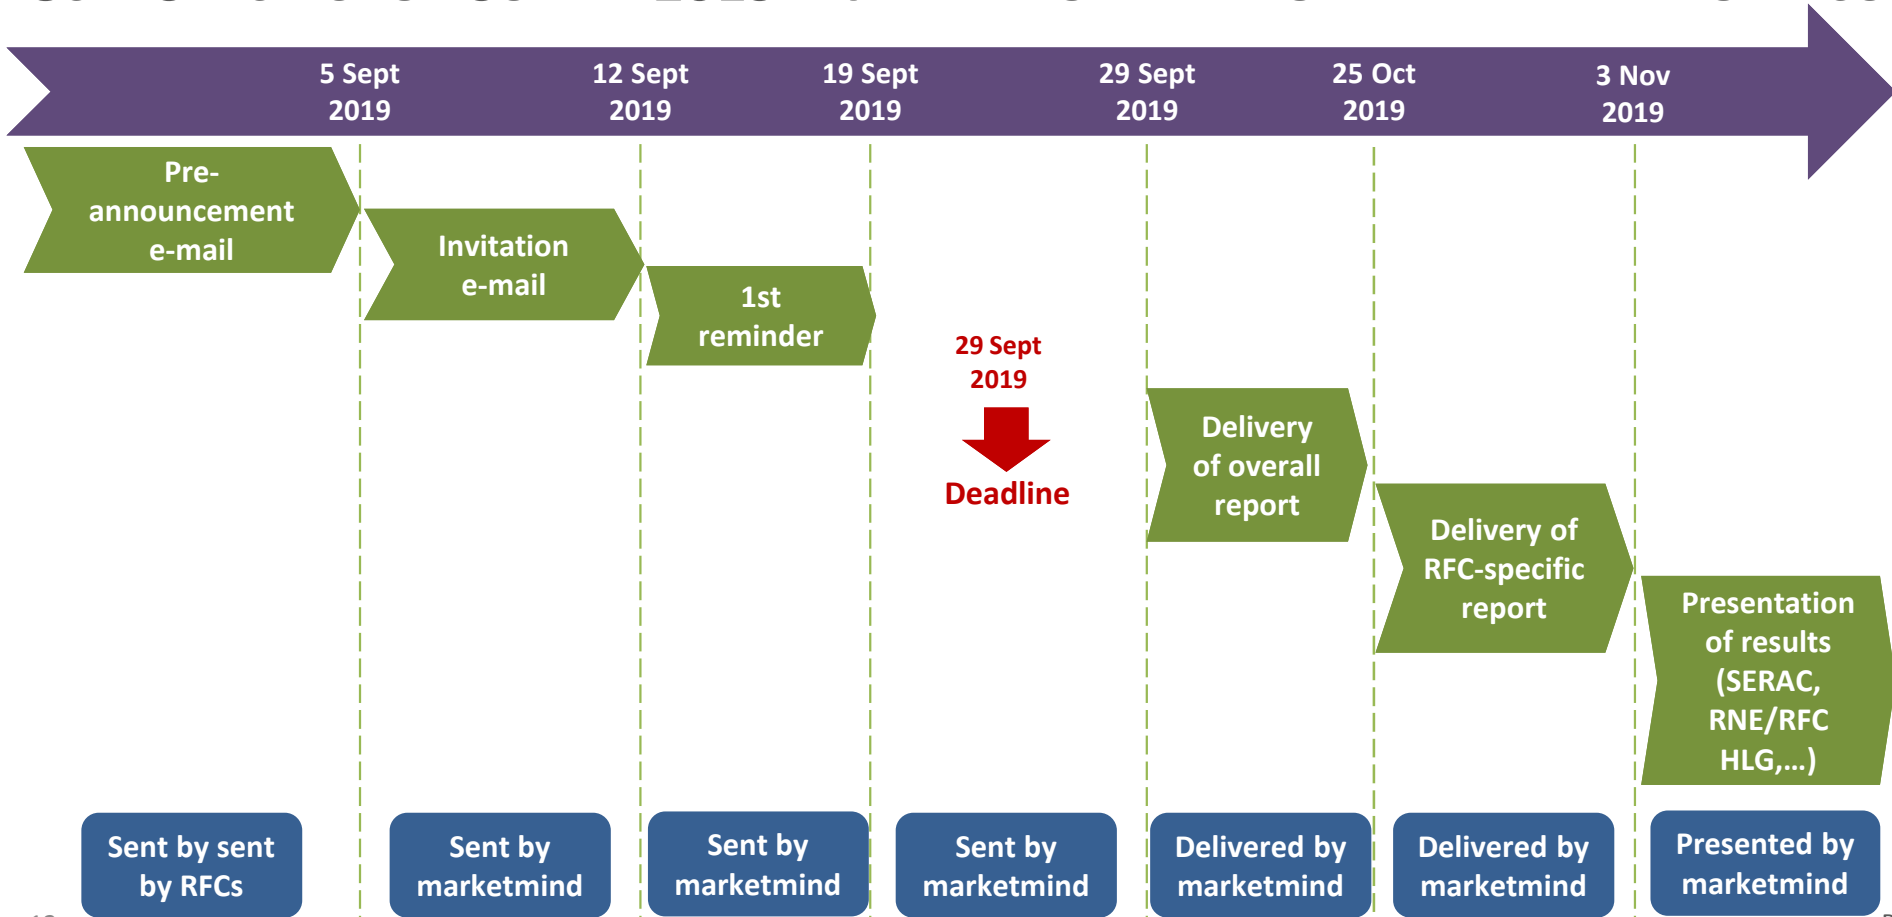 5 Sept
2019
12 Sept
2019
19 Sept
2019
29 Sept
2019
25 Oct
2019
3 Nov
2019
Pre-
announcement
e-mail
Invitation
e-mail
1st
reminder
29 Sept
2019
Deadline
Delivery
of overall
report
Delivery of
RFC-specific
report
Presentation
of results
(SERAC,
RNE/RFC
HLG,...)
Sent by sent
by RFCs
Sent by
marketmind
Sent by
marketmind
Sent by
marketmind
Delivered by
marketmind
Delivered by
marketmind
Presented by
marketmind